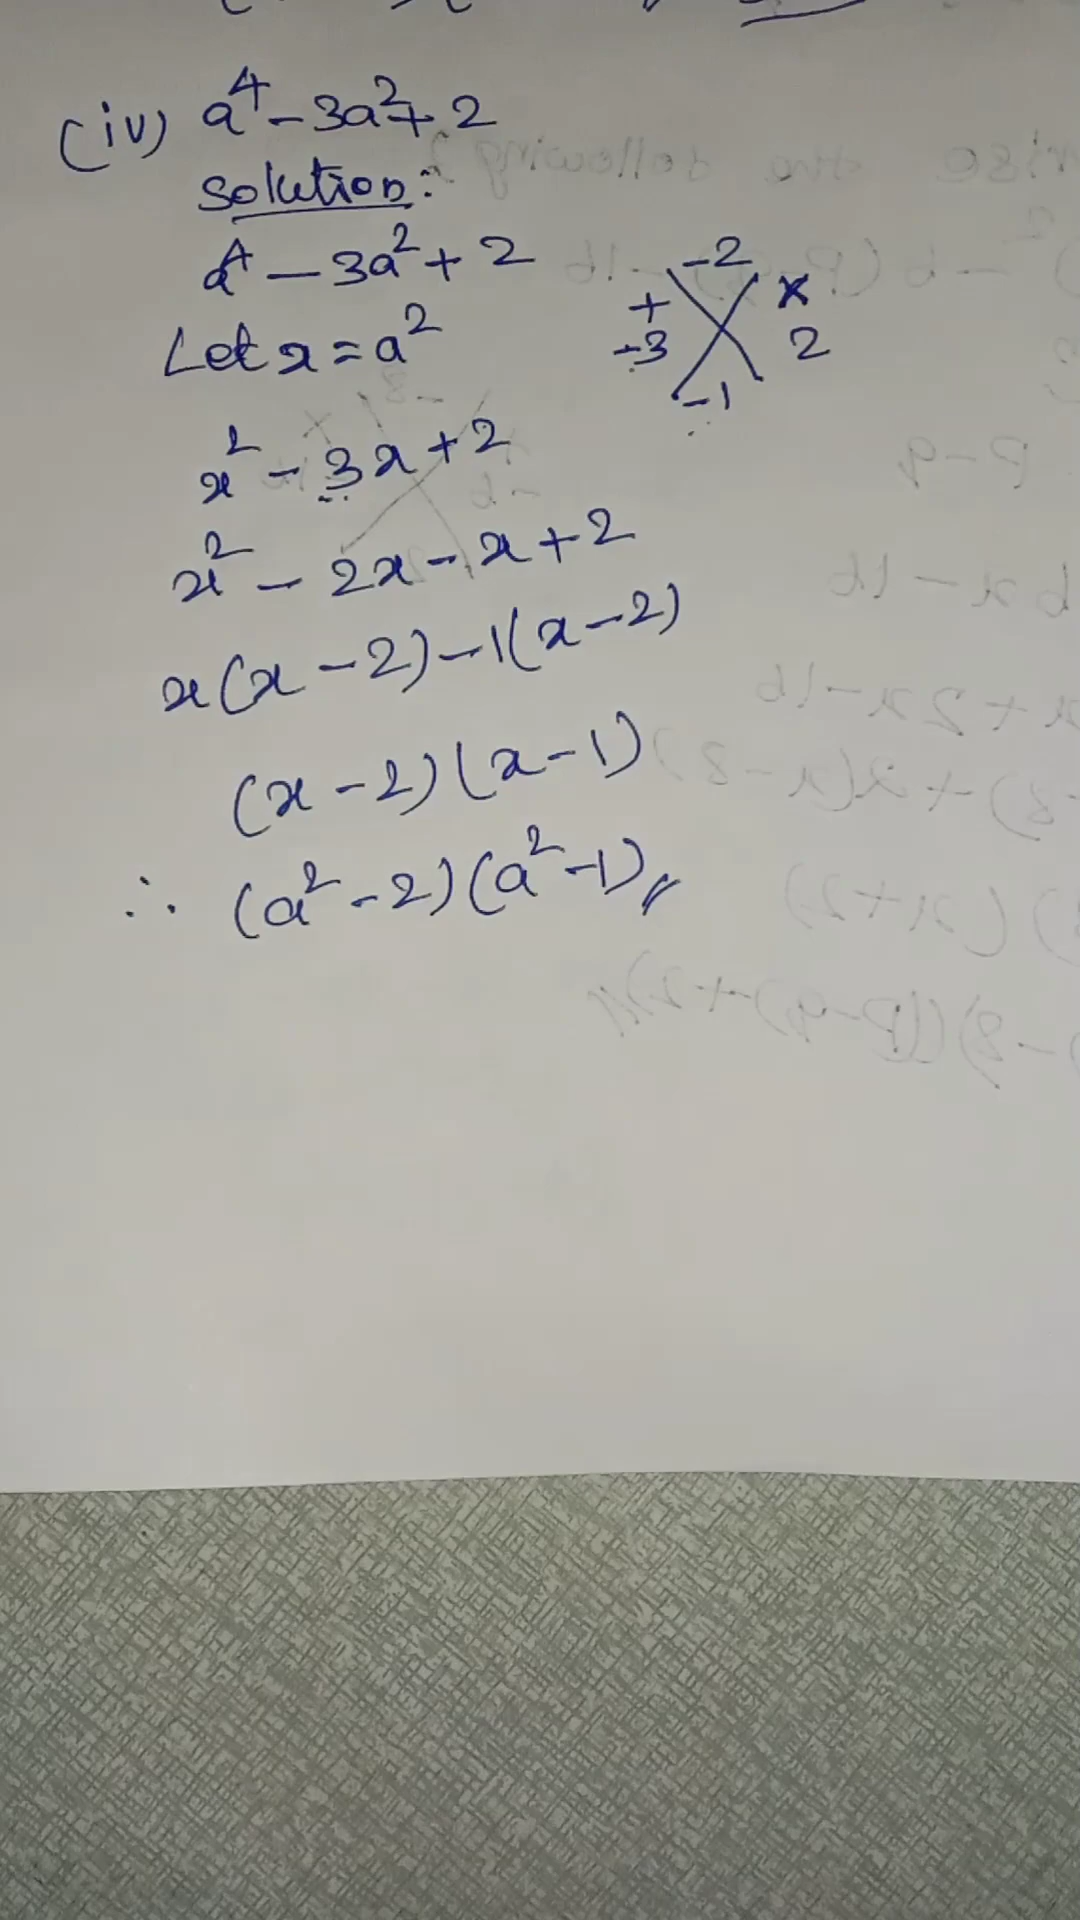 (iv) a⁴ - 3a² + 2
Solution:
a⁴ - 3a² + 2
Let x = a²
-2
+ ×
-3 2
-1
x² - 3x + 2
x² - 2x - x + 2
x(x - 2) - 1(x - 2)
(x - 2)(x - 1)
∴ (a² - 2)(a² - 1)